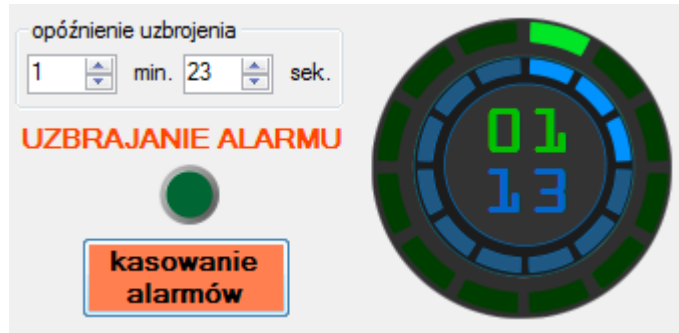 opóźnienie uzbrojenia
1 min. 23 sek.
UZBRAJANIE ALARMU
kasowanie
alarmów
01
13